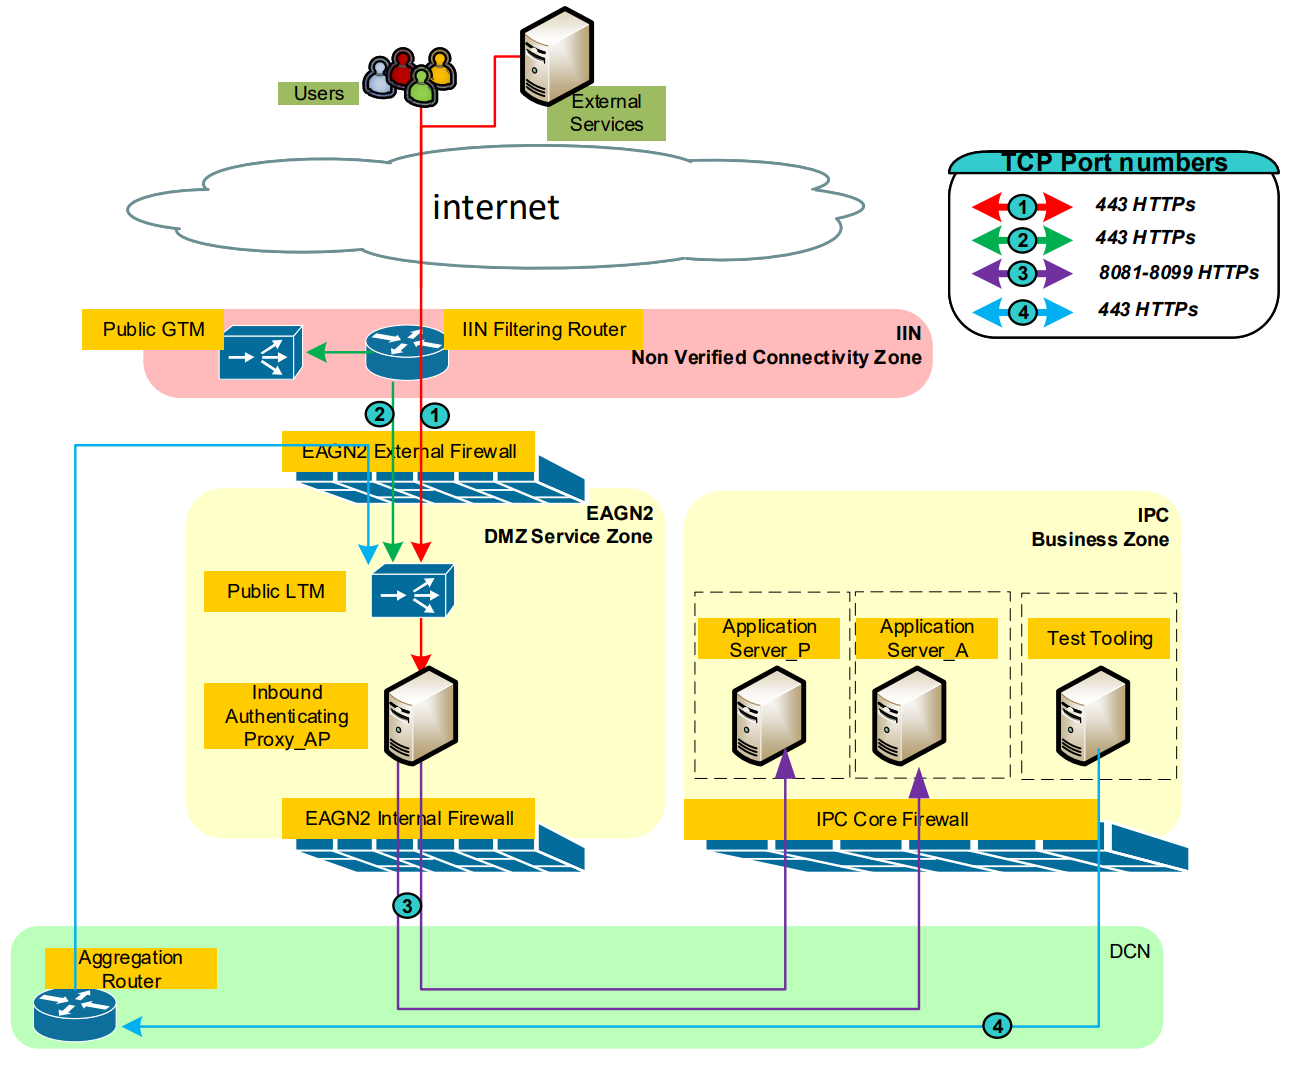 Users
External
Services
internet
TCP Port numbers
1 443 HTTPs
2 443 HTTPs
3 8081-8099 HTTPs
4 443 HTTPs
Public GTM
IIN Filtering Router
IIN
Non Verified Connectivity Zone
2
1
EAGN2 External Firewall
EAGN2
DMZ Service Zone
IPC
Business Zone
Public LTM
Application
Server_P
Application
Server_A
Test Tooling
Inbound
Authenticating
Proxy_AP
EAGN2 Internal Firewall
IPC Core Firewall
3
DCN
Aggregation
Router
4